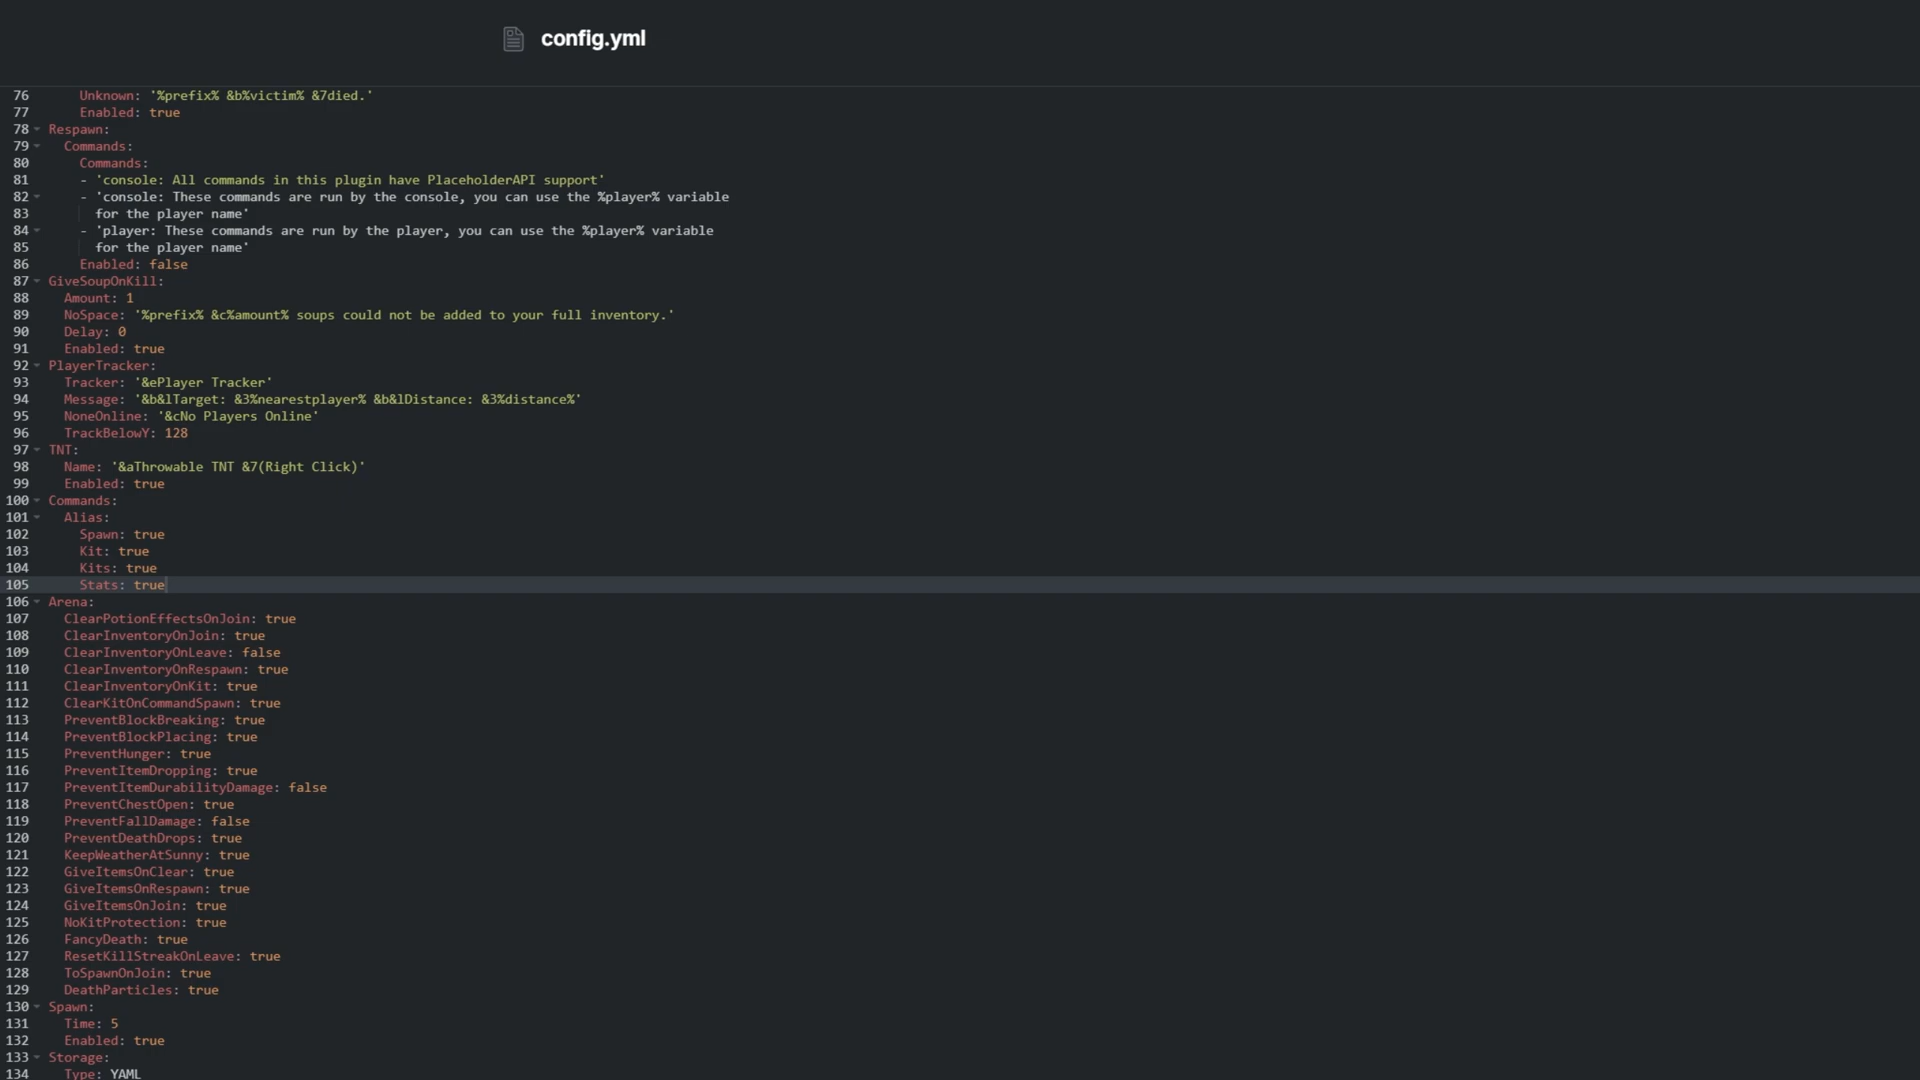 config.yml
76 Unknown: '%prefix% &b%victim% &7died.'
77 Enabled: true
78 Respawn:
79 Commands:
80 Commands:
81 - 'console: All commands in this plugin have PlaceholderAPI support'
82 - 'console: These commands are run by the console, you can use the %player% variable
83 for the player name'
84 - 'player: These commands are run by the player, you can use the %player% variable
85 for the player name'
86 Enabled: false
87 GiveSoupOnKill:
88 Amount: 1
89 NoSpace: '%prefix% &c%amount% soups could not be added to your full inventory.'
90 Delay: 0
91 Enabled: true
92 PlayerTracker:
93 Tracker: '&ePlayer Tracker'
94 Message: '&b&lTarget: &3%nearestplayer% &b&lDistance: &3%distance%'
95 NoneOnline: '&cNo Players Online'
96 TrackBelowY: 128
97 TNT:
98 Name: '&aThrowable TNT &7(Right Click)'
99 Enabled: true
100 Commands:
101 Alias:
102 Spawn: true
103 Kit: true
104 Kits: true
105 Stats: true
106 Arena:
107 ClearPotionEffectsOnJoin: true
108 ClearInventoryOnJoin: true
109 ClearInventoryOnLeave: false
110 ClearInventoryOnRespawn: true
111 ClearInventoryOnKit: true
112 ClearKitOnCommandSpawn: true
113 PreventBlockBreaking: true
114 PreventBlockPlacing: true
115 PreventHunger: true
116 PreventItemDropping: true
117 PreventItemDurabilityDamage: false
118 PreventChestOpen: true
119 PreventFallDamage: false
120 PreventDeathDrops: true
121 KeepWeatherAtSunny: true
122 GiveItemsOnClear: true
123 GiveItemsOnRespawn: true
124 GiveItemsOnJoin: true
125 NoKitProtection: true
126 FancyDeath: true
127 ResetKillStreakOnLeave: true
128 ToSpawnOnJoin: true
129 DeathParticles: true
130 Spawn:
131 Time: 5
132 Enabled: true
133 Storage:
134 Type: YAML